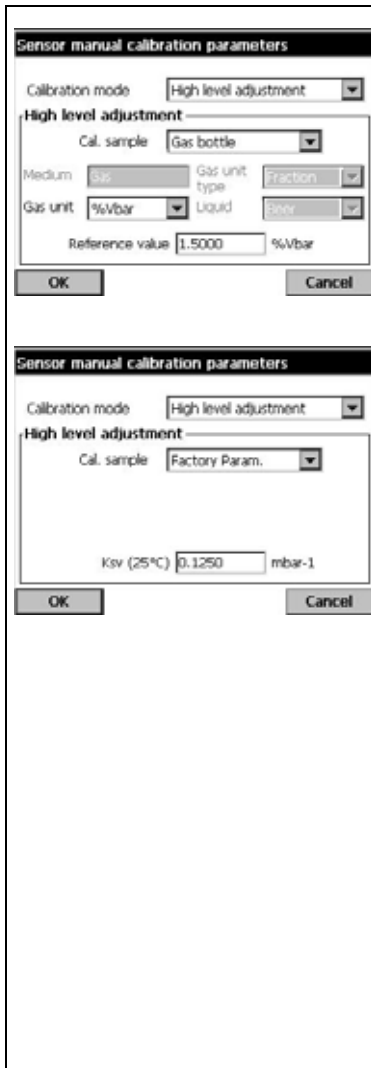 Sensor manual calibration parameters
Calibration mode High level adjustment
High level adjustment
Cal. sample Gas bottle
Medium Gas Gas unit type Fraction
Gas unit %Vbar Liquid Beer
Reference value 1.5000 %Vbar
OK Cancel
Sensor manual calibration parameters
Calibration mode High level adjustment
High level adjustment
Cal. sample Factory Param.
Ksv (25°C) 0.1250 mbar-1
OK Cancel